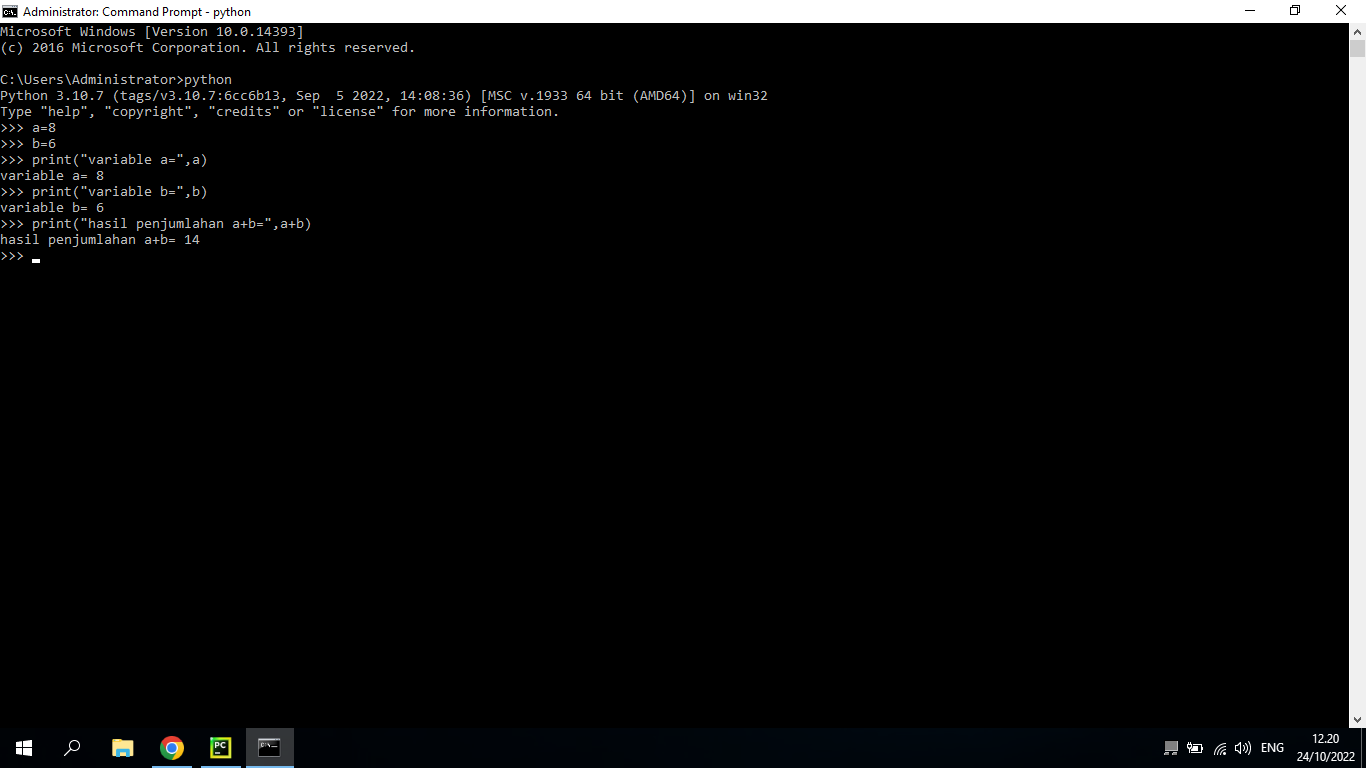 Administrator: Command Prompt - python
Microsoft Windows [Version 10.0.14393]
(c) 2016 Microsoft Corporation. All rights reserved.
C:\Users\Administrator>python
Python 3.10.7 (tags/v3.10.7:6cc6b13, Sep  5 2022, 14:08:36) [MSC v.1933 64 bit (AMD64)] on win32
Type "help", "copyright", "credits" or "license" for more information.
>>> a=8
>>> b=6
>>> print("variable a=",a)
variable a= 8
>>> print("variable b=",b)
variable b= 6
>>> print("hasil penjumlahan a+b=",a+b)
hasil penjumlahan a+b= 14
>>>
PC
ENG
12.20
24/10/2022